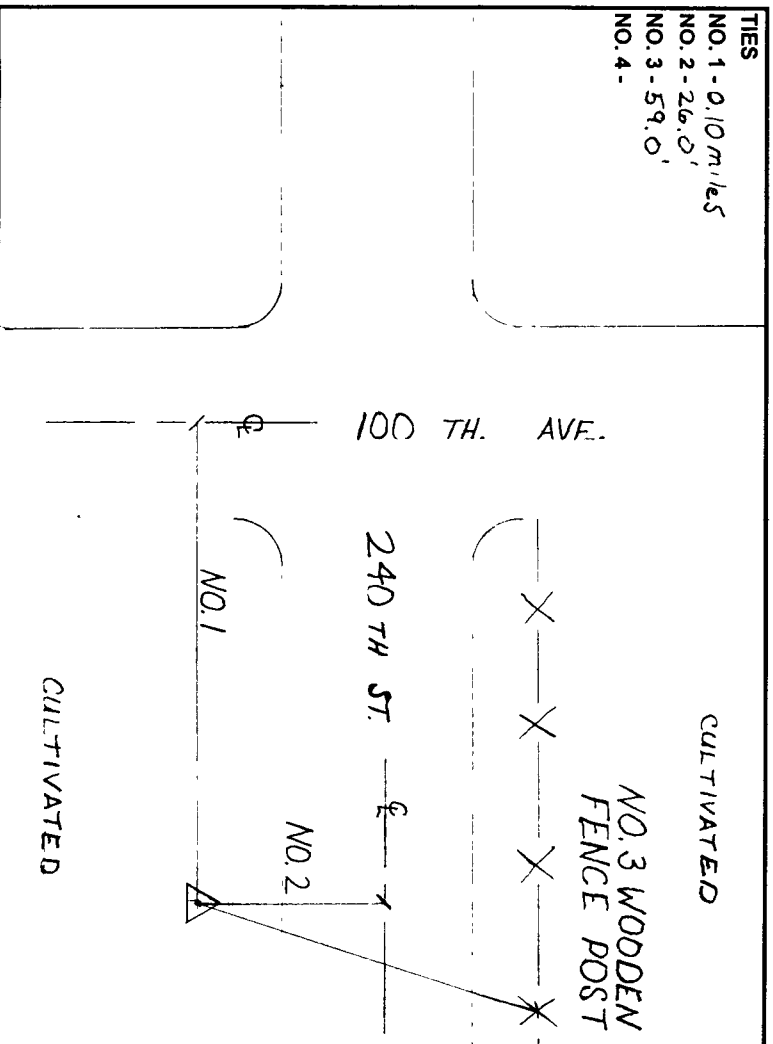 TIES
NO. 1 - 0.10 miles
NO. 2 - 26.0'
NO. 3 - 59.0'
NO. 4 -
CULTIVATED
NO. 3 WOODEN
FENCE POST
100 TH. AVE.
℄
240 TH ST.
℄
NO. 1
NO. 2
CULTIVATED